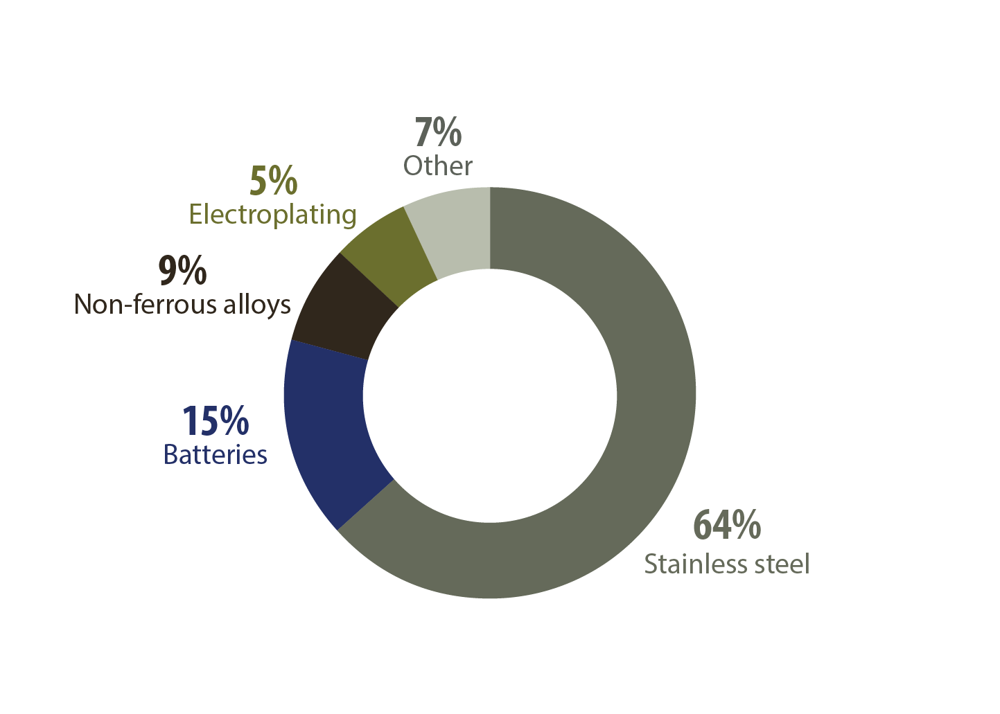 7%
Other
5%
Electroplating
9%
Non-ferrous alloys
15%
Batteries
64%
Stainless steel